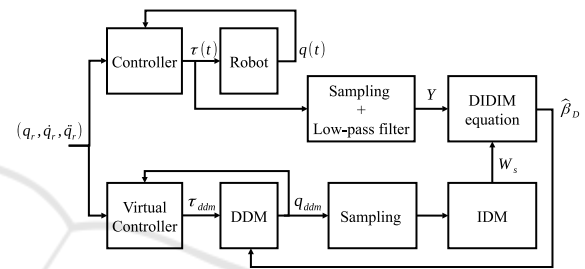 Controller
τ(t)
Robot
q(t)
Sampling
+
Low-pass filter
Y
DIDIM
equation
β̂_D
(q_r, q̇_r, q̈_r)
W_s
Virtual
Controller
τ_ddm
DDM
q_ddm
Sampling
IDM